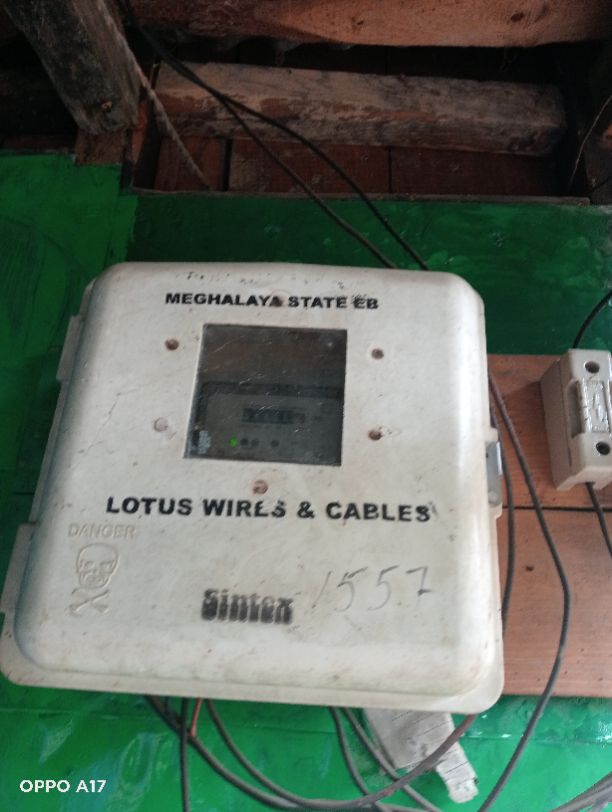 MEGHALAYA STATE EB
LOTUS WIRES & CABLES
DANGER
Sintex 1557
OPPO A17